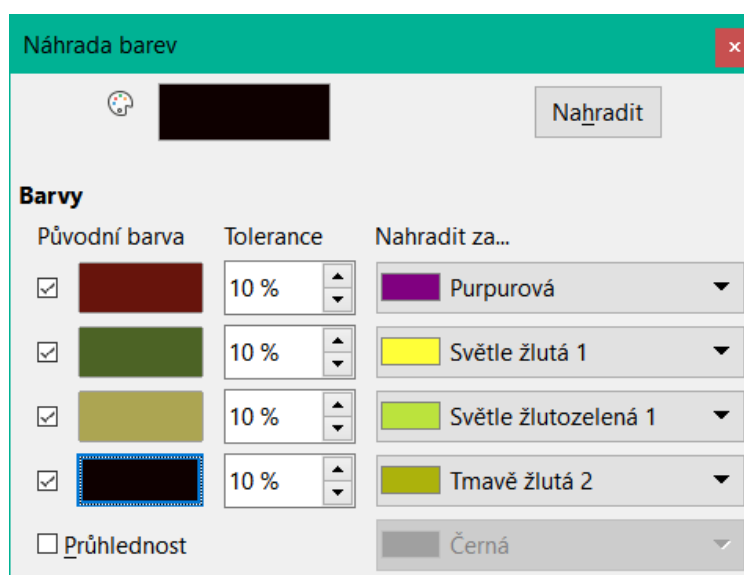 Náhrada barev
Nahradit
Barvy
Původní barva Tolerance Nahradit za...
10 % Purpurová
10 % Světle žlutá 1
10 % Světle žlutozelená 1
10 % Tmavě žlutá 2
Průhlednost Černá